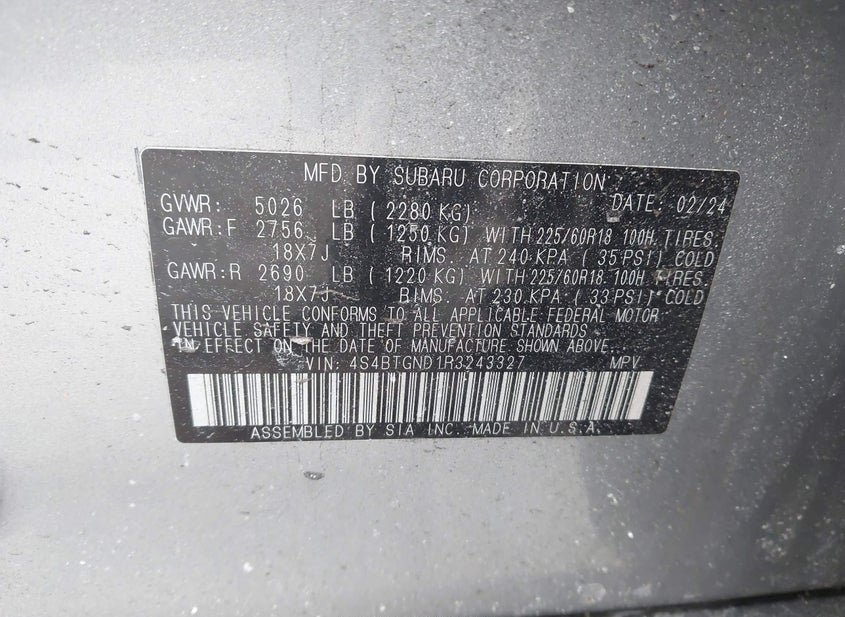 MFD BY SUBARU CORPORATION DATE: 02/24
GVWR: 5026 LB ( 2280 KG)
GAWR:F 2756 LB ( 1250 KG) WITH 225/60R18 100H TIRES,
18X7J RIMS. AT 240 KPA ( 35 PSI) COLD
GAWR:R 2690 LB ( 1220 KG) WITH 225/60R18 100H TIRES,
18X7J RIMS. AT 230 KPA ( 33 PSI) COLD
THIS VEHICLE CONFORMS TO ALL APPLICABLE FEDERAL MOTOR
VEHICLE SAFETY AND THEFT PREVENTION STANDARDS
IN EFFECT ON THE DATE OF MANUFACTURE SHOWN ABOVE.
VIN: 4S4BTGND1R3243327 MPV
ASSEMBLED BY SIA INC. MADE IN U.S.A.